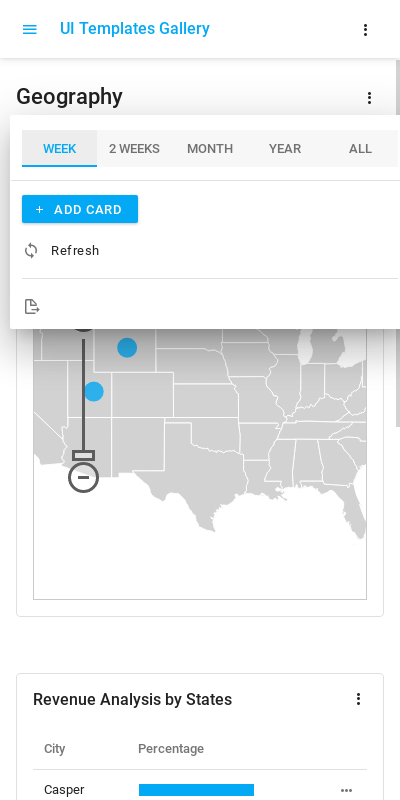 UI Templates Gallery
Geography
WEEK 2 WEEKS MONTH YEAR ALL
+ ADD CARD
Refresh
Revenue Analysis by States
City Percentage
Casper